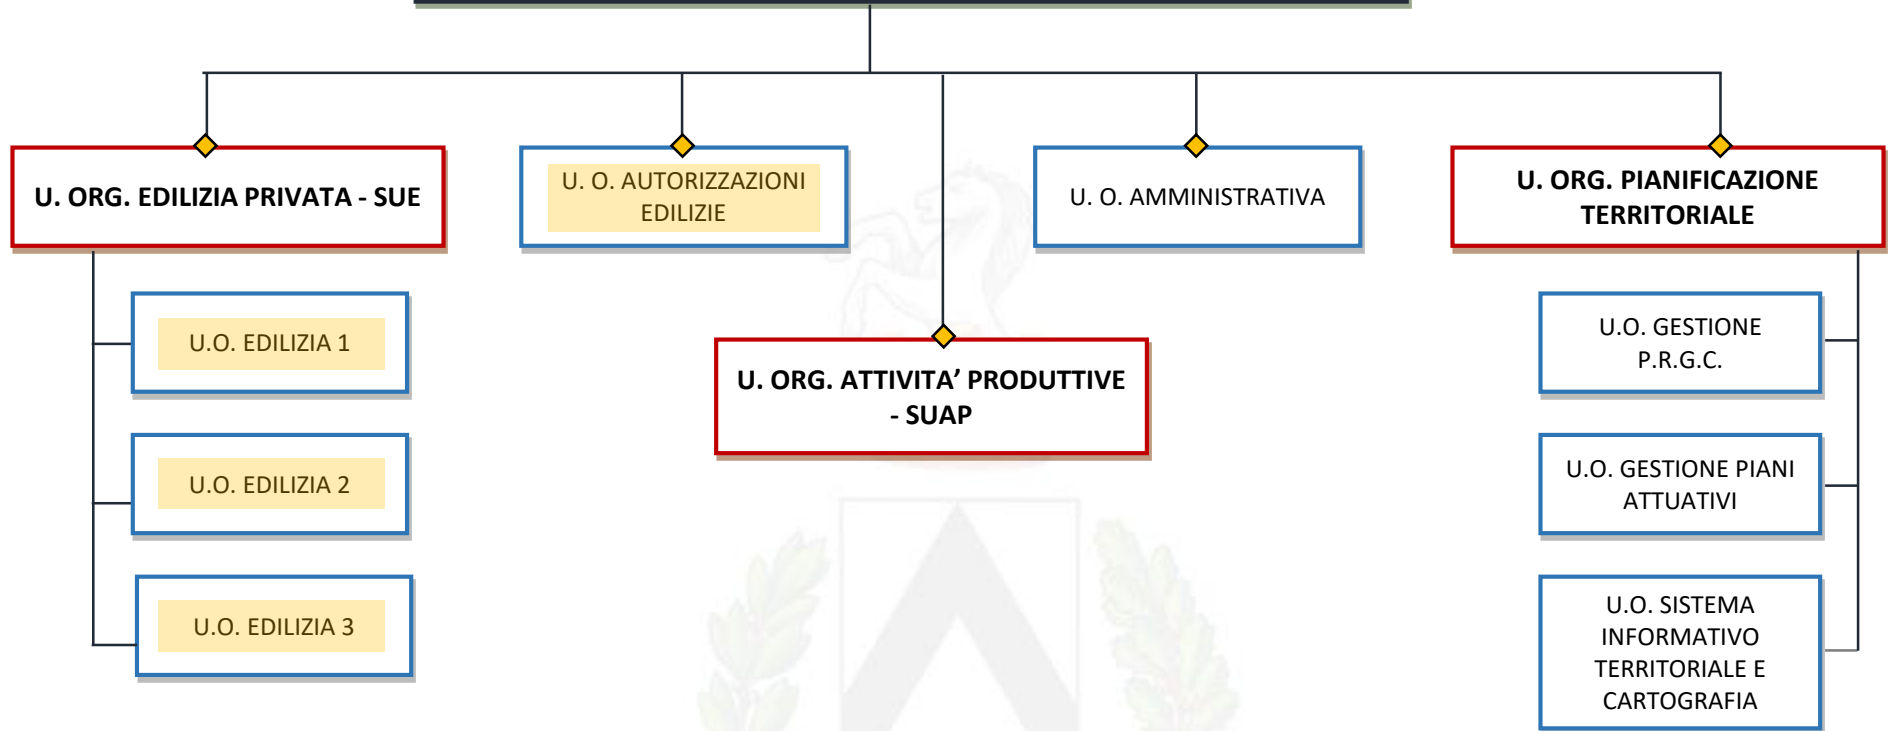 U. ORG. EDILIZIA PRIVATA - SUE
U.O. EDILIZIA 1
U.O. EDILIZIA 2
U.O. EDILIZIA 3
U. O. AUTORIZZAZIONI
EDILIZIE
U. ORG. ATTIVITA’ PRODUTTIVE
- SUAP
U. O. AMMINISTRATIVA
U. ORG. PIANIFICAZIONE
TERRITORIALE
U.O. GESTIONE
P.R.G.C.
U.O. GESTIONE PIANI
ATTUATIVI
U.O. SISTEMA
INFORMATIVO
TERRITORIALE E
CARTOGRAFIA